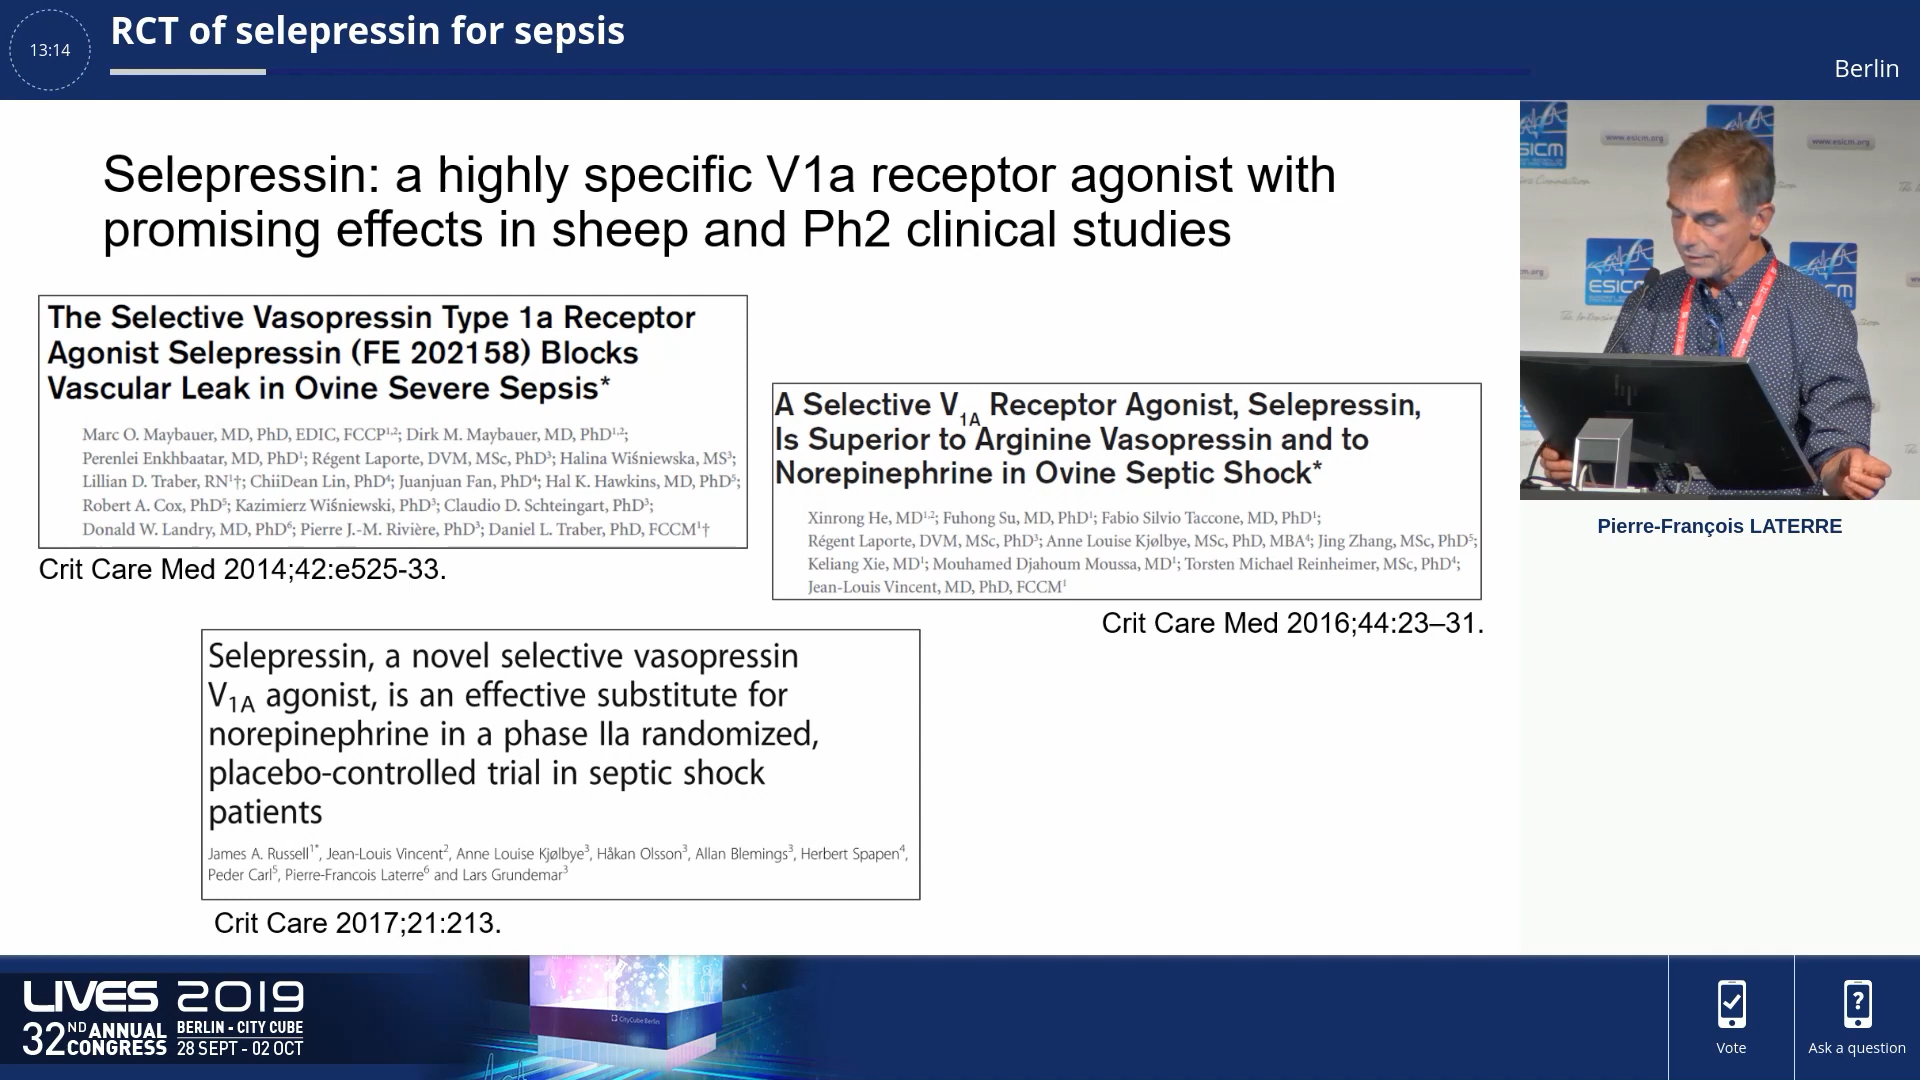 13:14
RCT of selepressin for sepsis
Berlin
Selepressin: a highly specific V1a receptor agonist with
promising effects in sheep and Ph2 clinical studies
The Selective Vasopressin Type 1a Receptor
Agonist Selepressin (FE 202158) Blocks
Vascular Leak in Ovine Severe Sepsis*
Marc O. Maybauer, MD, PhD, EDIC, FCCP1,2; Dirk M. Maybauer, MD, PhD1,2;
Perenlei Enkhbaatar, MD, PhD1; Régent Laporte, DVM, MSc, PhD3; Halina Wiśniewska, MS3;
Lillian D. Traber, RN1†; ChiiDean Lin, PhD4; Juanjuan Fan, PhD4; Hal K. Hawkins, MD, PhD5;
Robert A. Cox, PhD5; Kazimierz Wiśniewski, PhD3; Claudio D. Schteingart, PhD3;
Donald W. Landry, MD, PhD6; Pierre J.-M. Rivière, PhD3; Daniel L. Traber, PhD, FCCM1†
Crit Care Med 2014;42:e525-33.
A Selective V1A Receptor Agonist, Selepressin,
Is Superior to Arginine Vasopressin and to
Norepinephrine in Ovine Septic Shock*
Xinrong He, MD1,2; Fuhong Su, MD, PhD1; Fabio Silvio Taccone, MD, PhD1;
Régent Laporte, DVM, MSc, PhD3; Anne Louise Kjølbye, MSc, PhD, MBA4; Jing Zhang, MSc, PhD5;
Keliang Xie, MD1; Mouhamed Djahoum Moussa, MD1; Torsten Michael Reinheimer, MSc, PhD4;
Jean-Louis Vincent, MD, PhD, FCCM1
Crit Care Med 2016;44:23–31.
Selepressin, a novel selective vasopressin
V1A agonist, is an effective substitute for
norepinephrine in a phase IIa randomized,
placebo-controlled trial in septic shock
patients
James A. Russell1*, Jean-Louis Vincent2, Anne Louise Kjølbye3, Håkan Olsson3, Allan Blemings3, Herbert Spapen4,
Peder Carl5, Pierre-Francois Laterre6 and Lars Grundemar3
Crit Care 2017;21:213.
www.esicm.org
www.esicm.org
ESICM
Pierre-François LATERRE
LIVES 2019
32ND ANNUAL CONGRESS
BERLIN - CITY CUBE
28 SEPT - 02 OCT
CityCube Berlin
Vote
Ask a question